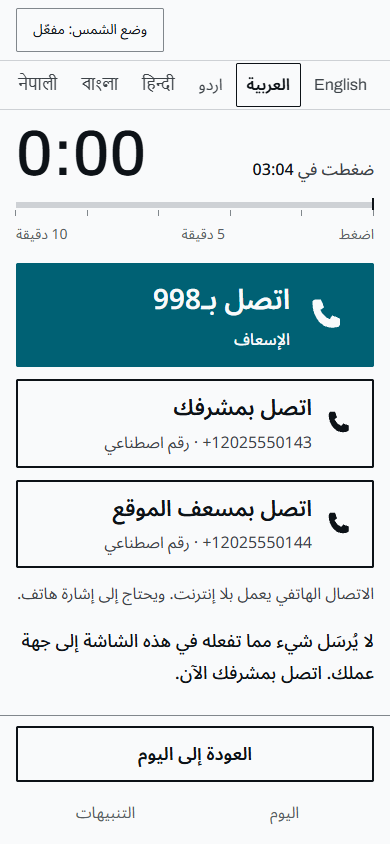 وضع الشمس: مفعّل
English العربية اردو हिन्दी বাংলা नेपाली
ضغطت في 03:04
0:00
اضغط 5 دقيقة 10 دقيقة
اتصل بـ998
الإسعاف
اتصل بمشرفك
+12025550143 · رقم اصطناعي
اتصل بمسعف الموقع
+12025550144 · رقم اصطناعي
الاتصال الهاتفي يعمل بلا إنترنت. ويحتاج إلى إشارة هاتف.
لا يُرسَل شيء مما تفعله في هذه الشاشة إلى جهة
عملك. اتصل بمشرفك الآن.
العودة إلى اليوم
اليوم التنبيهات